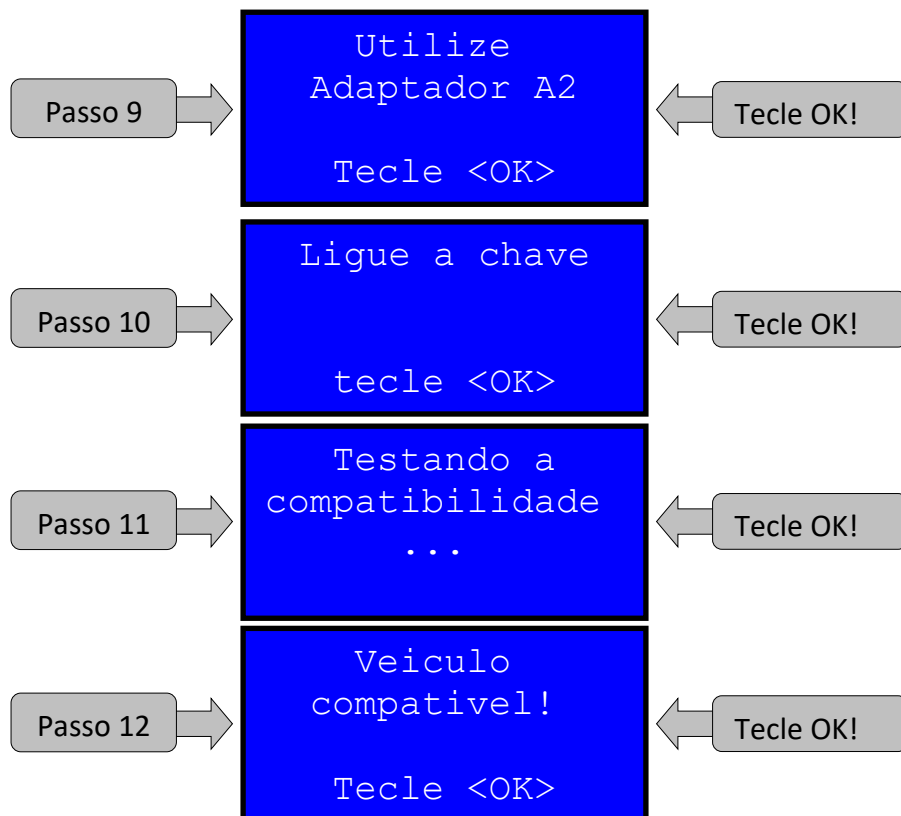 Passo 9
Utilize
Adaptador A2
Tecle <OK>
Tecle OK!
Passo 10
Ligue a chave
tecle <OK>
Tecle OK!
Passo 11
Testando a
compatibilidade
...
Tecle OK!
Passo 12
Veiculo
compativel!
Tecle <OK>
Tecle OK!